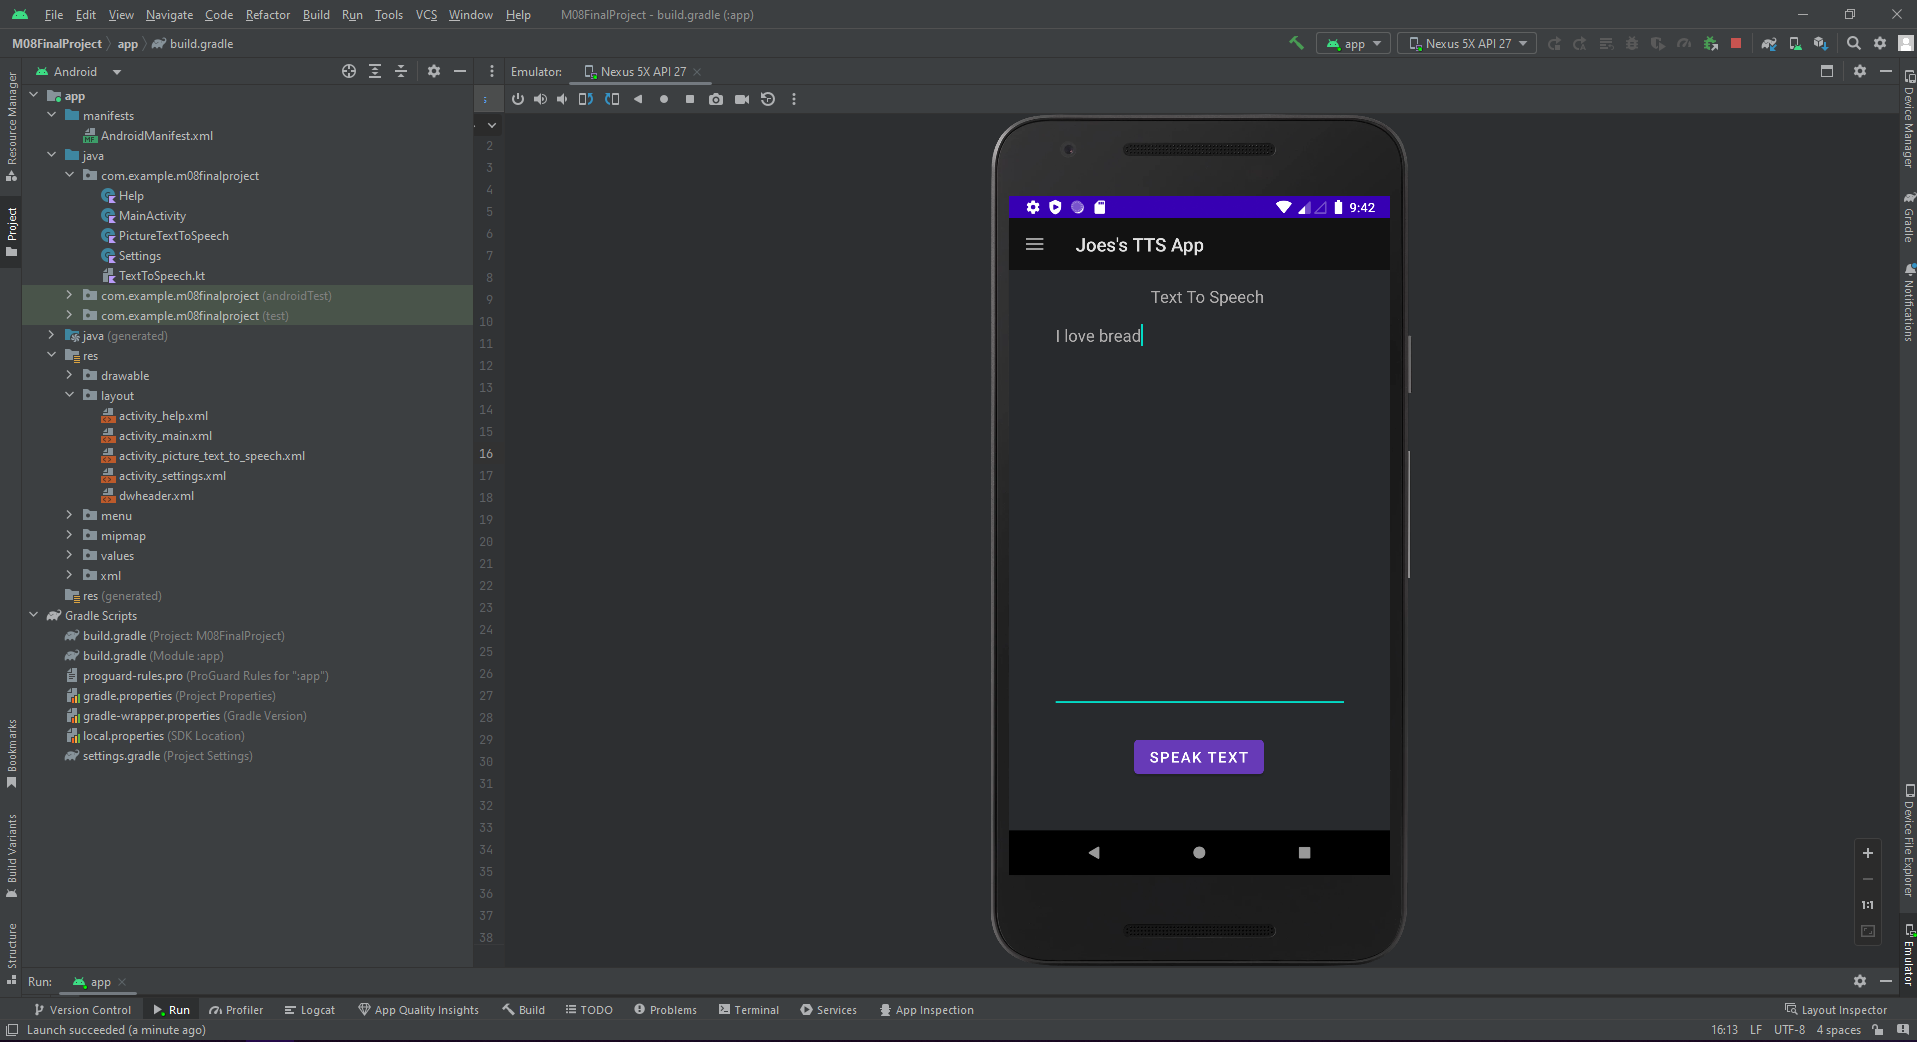 File Edit View Navigate Code Refactor Build Run Tools VCS Window Help M08FinalProject - build.gradle (:app)
M08FinalProject app build.gradle
app Nexus 5X API 27
Resource Manager
Project
Bookmarks
Build Variants
Structure
Android
app
manifests
AndroidManifest.xml
java
com.example.m08finalproject
Help
MainActivity
PictureTextToSpeech
Settings
TextToSpeech.kt
com.example.m08finalproject (androidTest)
com.example.m08finalproject (test)
java (generated)
res
drawable
layout
activity_help.xml
activity_main.xml
activity_picture_text_to_speech.xml
activity_settings.xml
dwheader.xml
menu
mipmap
values
xml
res (generated)
Gradle Scripts
build.gradle (Project: M08FinalProject)
build.gradle (Module :app)
proguard-rules.pro (ProGuard Rules for ":app")
gradle.properties (Project Properties)
gradle-wrapper.properties (Gradle Version)
local.properties (SDK Location)
settings.gradle (Project Settings)
Emulator: Nexus 5X API 27
2
3
4
5
6
7
8
9
10
11
12
13
14
15
16
17
18
19
20
21
22
23
24
25
26
27
28
29
30
31
32
33
34
35
36
37
38
9:42
Joes's TTS App
Text To Speech
I love bread
SPEAK TEXT
1:1
Device Manager
Gradle
Notifications
Device File Explorer
Emulator
Run: app
Version Control Run Profiler Logcat App Quality Insights Build TODO Problems Terminal Services App Inspection Layout Inspector
Launch succeeded (a minute ago) 16:13 LF UTF-8 4 spaces